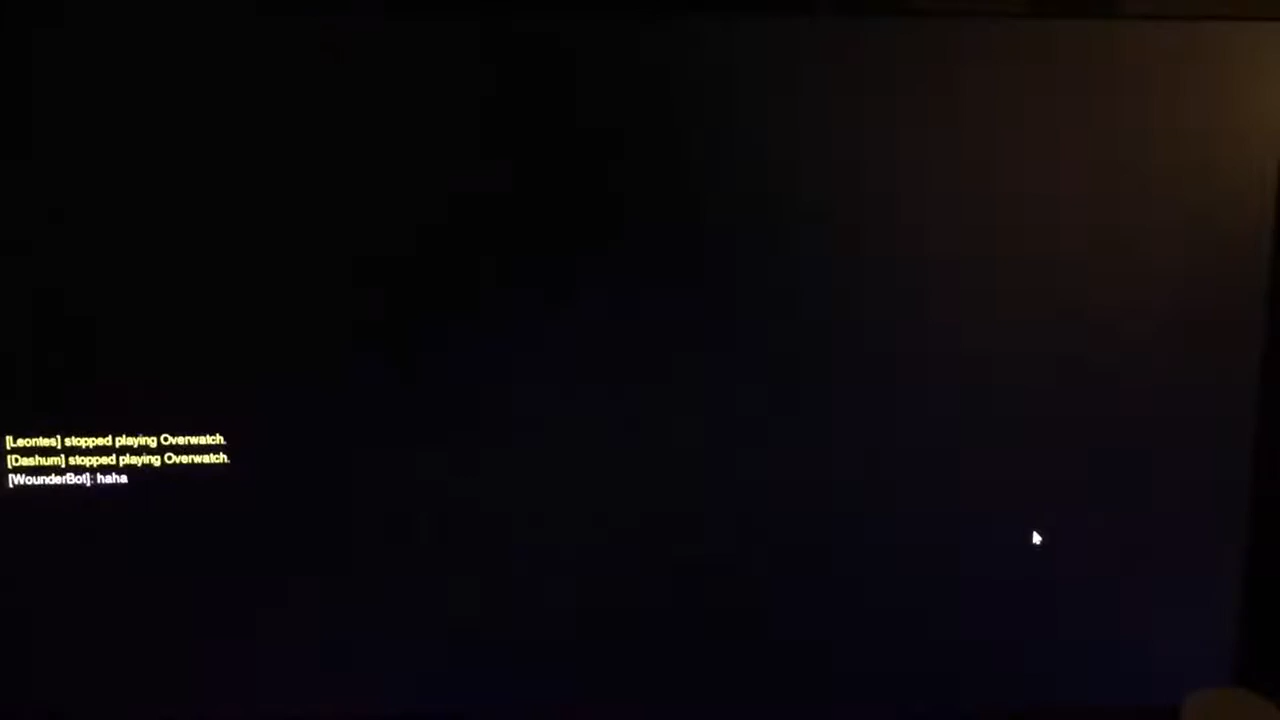 [Leontes] stopped playing Overwatch.
[Dashum] stopped playing Overwatch.
[WounderBot]: haha